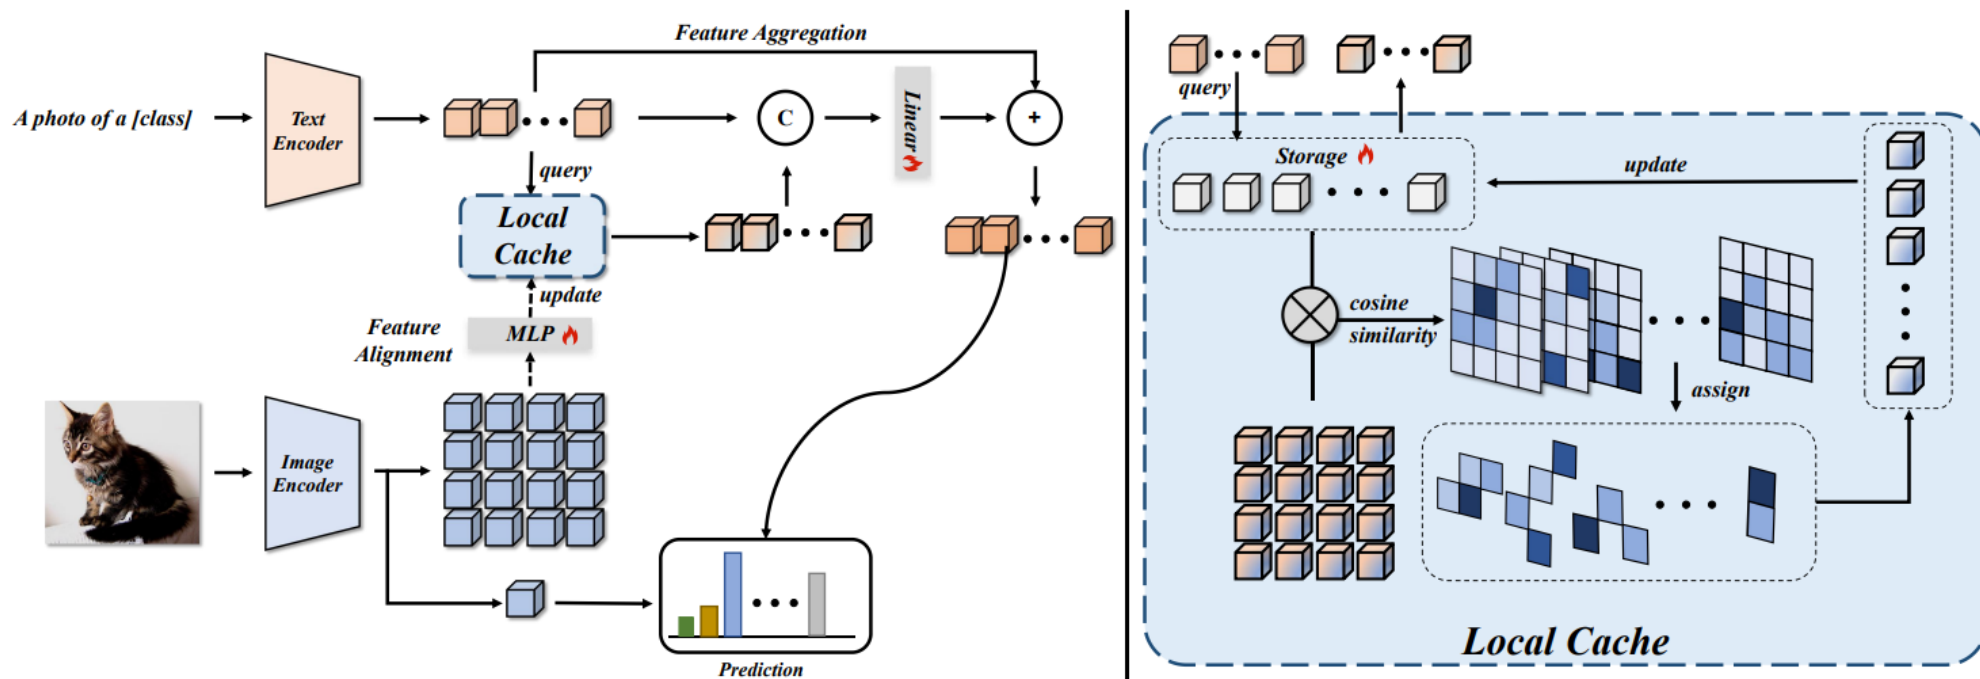 Feature Aggregation
A photo of a [class]
Text
Encoder
C
Linear
+
query
Local
Cache
update
MLP
Feature
Alignment
Image
Encoder
Prediction
query
Storage
update
cosine
similarity
assign
Local Cache